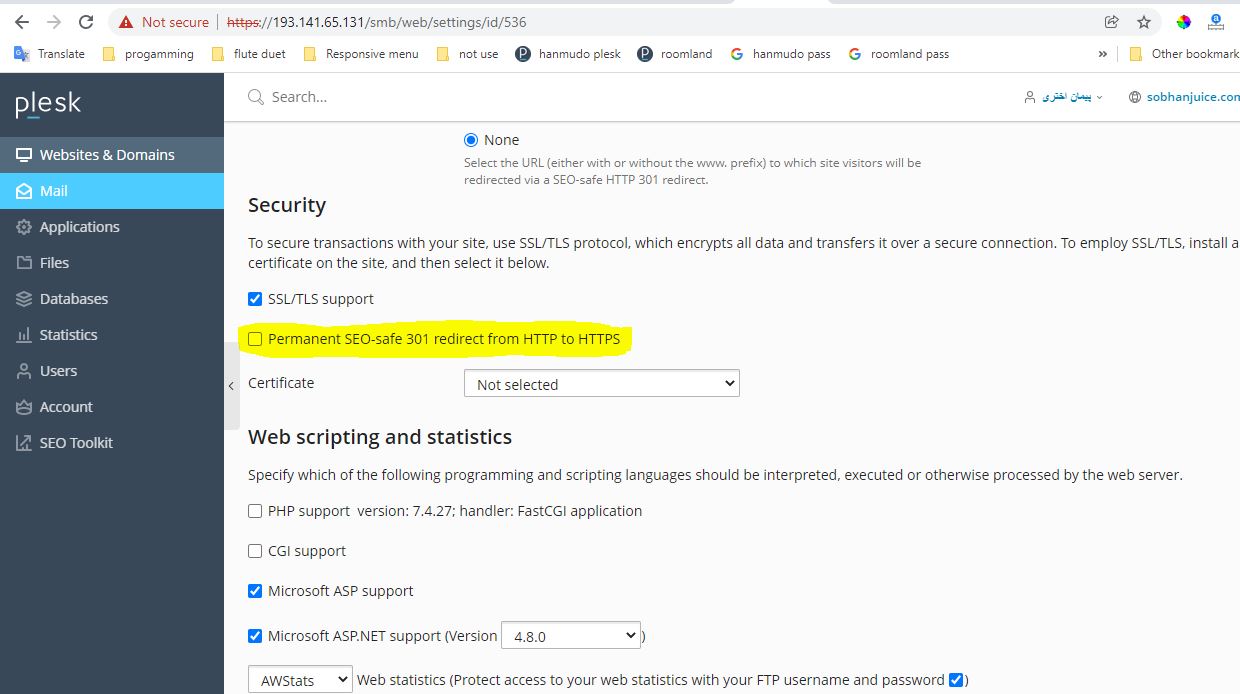 Not secure | https://193.141.65.131/smb/web/settings/id/536
Translate progamming flute duet Responsive menu not use hanmudo plesk roomland hanmudo pass roomland pass » Other bookmark
plesk
Search...
پیمان اختری
sobhanjuice.com
Websites & Domains
Mail
Applications
Files
Databases
Statistics
Users
Account
SEO Toolkit
None
Select the URL (either with or without the www. prefix) to which site visitors will be
redirected via a SEO-safe HTTP 301 redirect.
Security
To secure transactions with your site, use SSL/TLS protocol, which encrypts all data and transfers it over a secure connection. To employ SSL/TLS, install a
certificate on the site, and then select it below.
SSL/TLS support
Permanent SEO-safe 301 redirect from HTTP to HTTPS
Certificate Not selected
Web scripting and statistics
Specify which of the following programming and scripting languages should be interpreted, executed or otherwise processed by the web server.
PHP support version: 7.4.27; handler: FastCGI application
CGI support
Microsoft ASP support
Microsoft ASP.NET support (Version 4.8.0 )
AWStats Web statistics (Protect access to your web statistics with your FTP username and password )